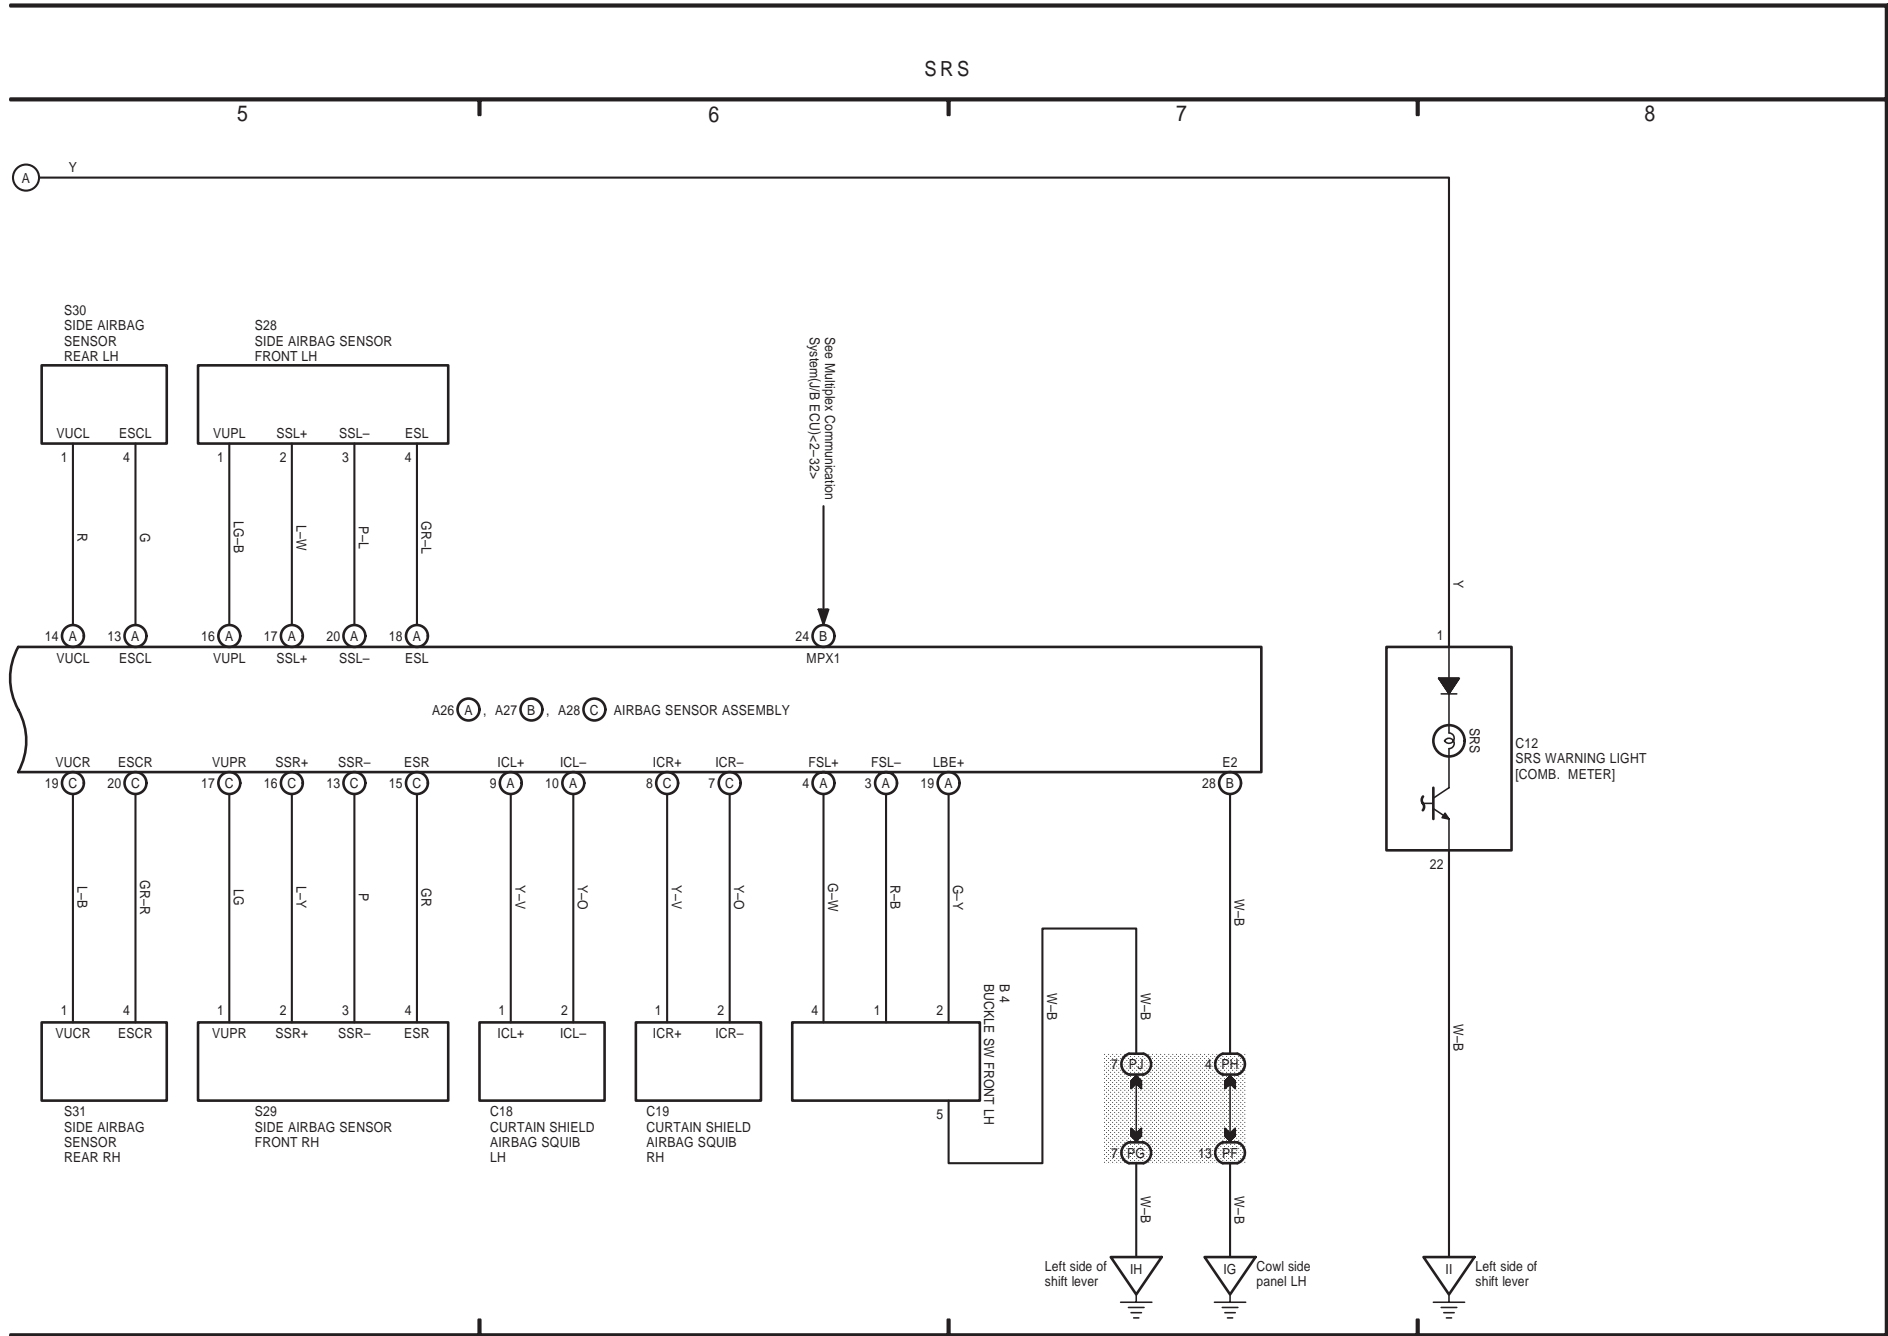 SRS
5 6 7 8
A Y
S30
SIDE AIRBAG
SENSOR
REAR LH
S28
SIDE AIRBAG SENSOR
FRONT LH
See Multiplex Communication
System(J/B ECU)<2–32>
VUCL ESCL VUPL SSL+ SSL– ESL
1 4 1 2 3 4
R G LG–B L–W P–L GR–L
Y
14 A 13 A 16 A 17 A 20 A 18 A 24 B 1
VUCL ESCL VUPL SSL+ SSL– ESL MPX1
A26 A , A27 B , A28 C AIRBAG SENSOR ASSEMBLY
SRS
C12
SRS WARNING LIGHT
[COMB. METER]
VUCR ESCR VUPR SSR+ SSR– ESR ICL+ ICL– ICR+ ICR– FSL+ FSL– LBE+ E2
19 C 20 C 17 C 16 C 13 C 15 C 9 A 10 A 8 C 7 C 4 A 3 A 19 A 28 B
22
L–B GR–R LG L–Y P GR Y–V Y–O Y–V Y–O G–W R–B G–Y W–B
1 4 1 2 3 4 1 2 1 2 4 1 2
B 4
BUCKLE SW FRONT LH
W–B W–B W–B
VUCR ESCR VUPR SSR+ SSR– ESR ICL+ ICL– ICR+ ICR–
7 PJ 4 PH
5
S31
SIDE AIRBAG
SENSOR
REAR RH
S29
SIDE AIRBAG SENSOR
FRONT RH
C18
CURTAIN SHIELD
AIRBAG SQUIB
LH
C19
CURTAIN SHIELD
AIRBAG SQUIB
RH
7 PG 13 PF
W–B W–B
Left side of
shift lever
IH
IG
Cowl side
panel LH
II
Left side of
shift lever